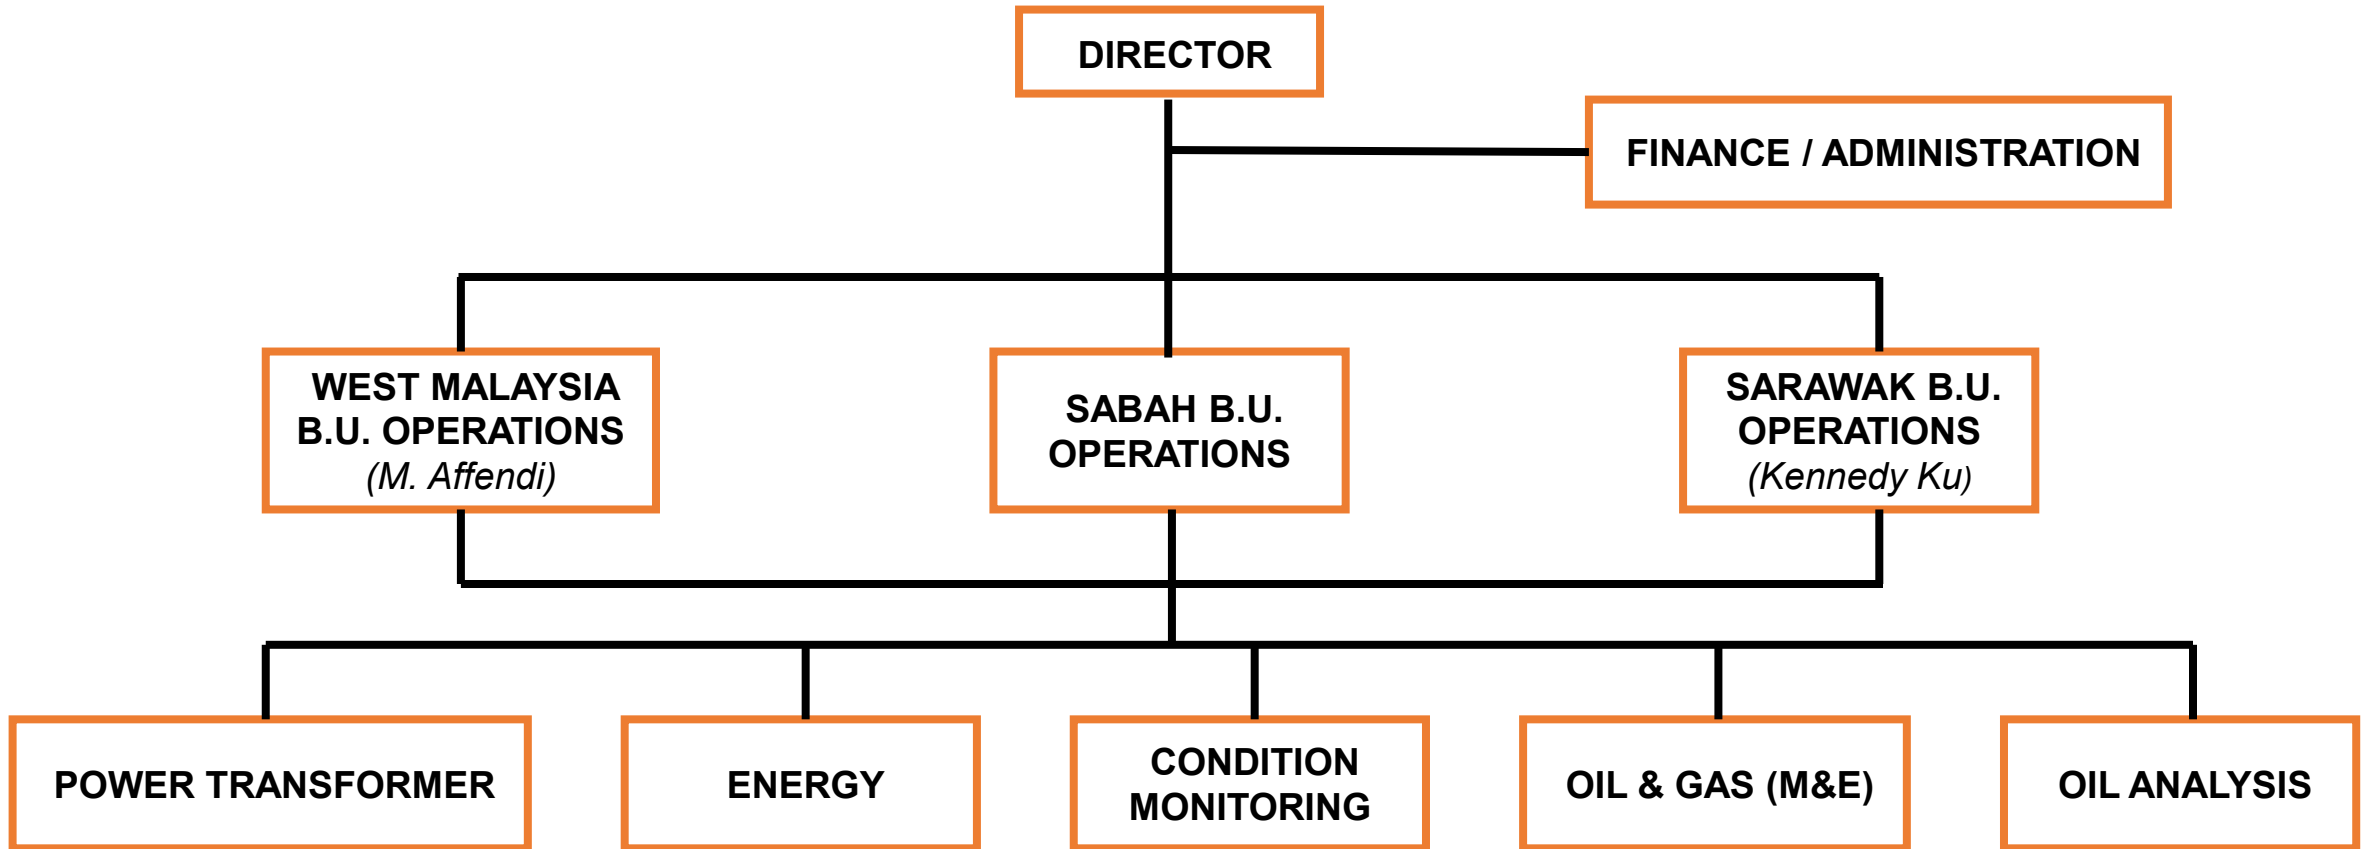 DIRECTOR
FINANCE / ADMINISTRATION
WEST MALAYSIA
B.U. OPERATIONS
(M. Affendi)
SABAH B.U.
OPERATIONS
SARAWAK B.U.
OPERATIONS
(Kennedy Ku)
POWER TRANSFORMER
ENERGY
CONDITION
MONITORING
OIL & GAS (M&E)
OIL ANALYSIS